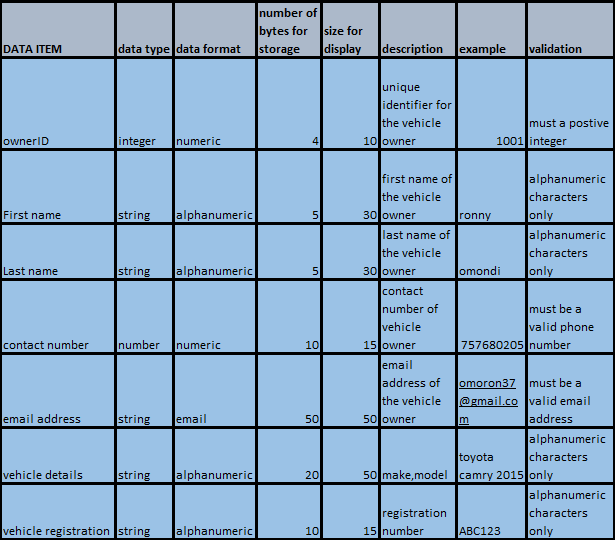 DATA ITEM data type data format number of bytes for storage size for display description example validation
ownerID integer numeric 4 10 unique identifier for the vehicle owner 1001 must a postive integer
First name string alphanumeric 5 30 first name of the vehicle owner ronny alphanumeric characters only
Last name string alphanumeric 5 30 last name of the vehicle owner omondi alphanumeric characters only
contact number number numeric 10 15 contact number of vehicle owner 757680205 must be a valid phone number
email address string email 50 50 email address of the vehicle owner omoron37@gmail.com must be a valid email address
vehicle details string alphanumeric 20 50 make,model toyota camry 2015 alphanumeric characters only
vehicle registration string alphanumeric 10 15 registration number ABC123 alphanumeric characters only